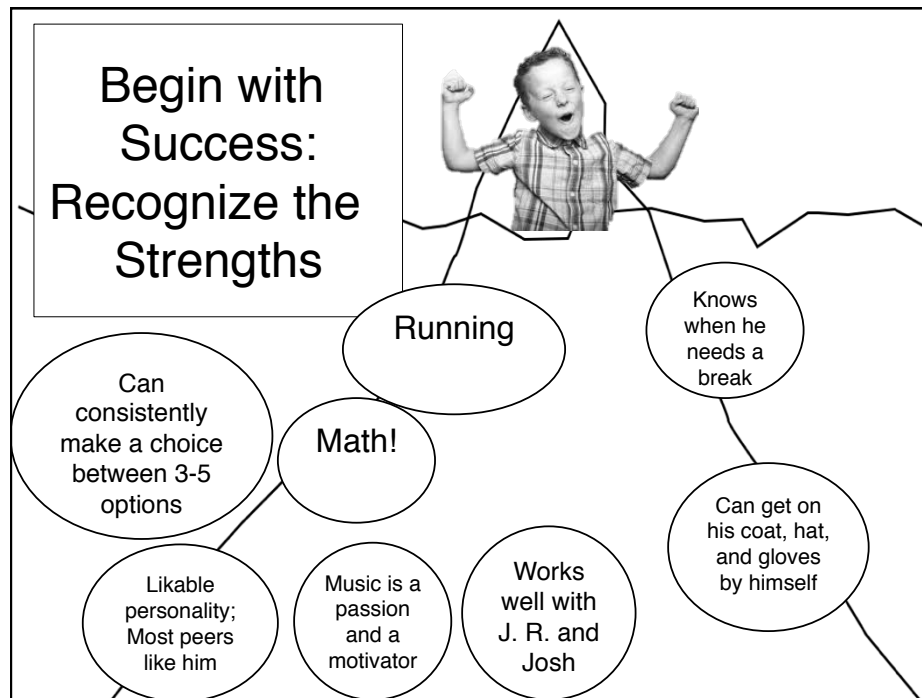 Begin with
Success:
Recognize the
Strengths
Running
Knows
when he
needs a
break
Can
consistently
make a choice
between 3-5
options
Math!
Can get on
his coat, hat,
and gloves
by himself
Likable
personality;
Most peers
like him
Music is a
passion
and a
motivator
Works
well with
J. R. and
Josh